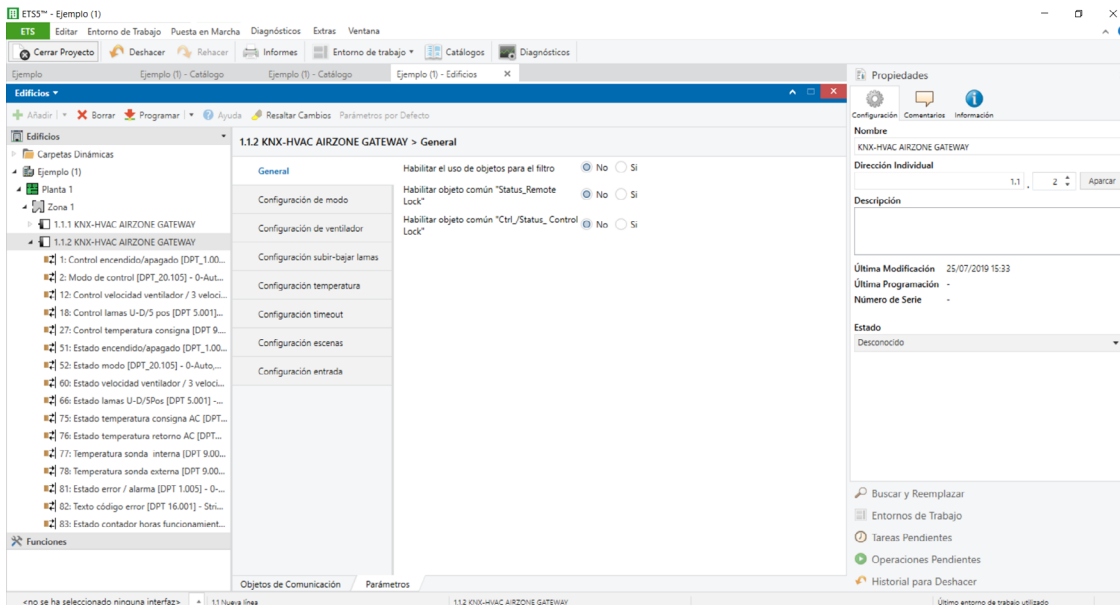 ETS5™ - Ejemplo (1)
ETS Editar Entorno de Trabajo Puesta en Marcha Diagnósticos Extras Ventana
Cerrar Proyecto Deshacer Rehacer Informes Entorno de trabajo Catálogos Diagnósticos
Ejemplo Ejemplo (1) - Catálogo Ejemplo (1) - Catálogo Ejemplo (1) - Edificios
Edificios
Añadir Borrar Programar Ayuda Resaltar Cambios Parámetros por Defecto
Edificios
Carpetas Dinámicas
Ejemplo (1)
Planta 1
Zona 1
1.1.1 KNX-HVAC AIRZONE GATEWAY
1.1.2 KNX-HVAC AIRZONE GATEWAY
1: Control encendido/apagado [DPT_1.00...
2: Modo de control [DPT_20.105] - 0-Aut...
12: Control velocidad ventilador / 3 veloci...
18: Control lamas U-D/5 pos [DPT 5.001]...
27: Control temperatura consigna [DPT 9....
51: Estado encendido/apagado [DPT_1.00...
52: Estado modo [DPT_20.105] - 0-Auto,...
60: Estado velocidad ventilador / 3 veloci...
66: Estado lamas U-D/5Pos [DPT 5.001] -...
75: Estado temperatura consigna AC [DPT...
76: Estado temperatura retorno AC [DPT...
77: Temperatura sonda interna [DPT 9.00...
78: Temperatura sonda externa [DPT 9.00...
81: Estado error / alarma [DPT 1.005] - 0-...
82: Texto código error [DPT 16.001] - Stri...
83: Estado contador horas funcionamient...
Funciones
1.1.2 KNX-HVAC AIRZONE GATEWAY > General
General
Configuración de modo
Configuración de ventilador
Configuración subir-bajar lamas
Configuración temperatura
Configuración timeout
Configuración escenas
Configuración entrada
Habilitar el uso de objetos para el filtro No Si
Habilitar objeto común "Status_Remote
Lock" No Si
Habilitar objeto común "Ctrl_/Status_ Control
Lock" No Si
Objetos de Comunicación Parámetros
Propiedades
Configuración Comentarios Información
Nombre
KNX-HVAC AIRZONE GATEWAY
Dirección Individual
1.1 . 2 Aparcar
Descripción
Última Modificación 25/07/2019 15:33
Última Programación -
Número de Serie -
Estado
Desconocido
Buscar y Reemplazar
Entornos de Trabajo
Tareas Pendientes
Operaciones Pendientes
Historial para Deshacer
<no se ha seleccionado ninguna interfaz> 1.1 Nueva línea 1.1.2 KNX-HVAC AIRZONE GATEWAY Último entorno de trabajo utilizado